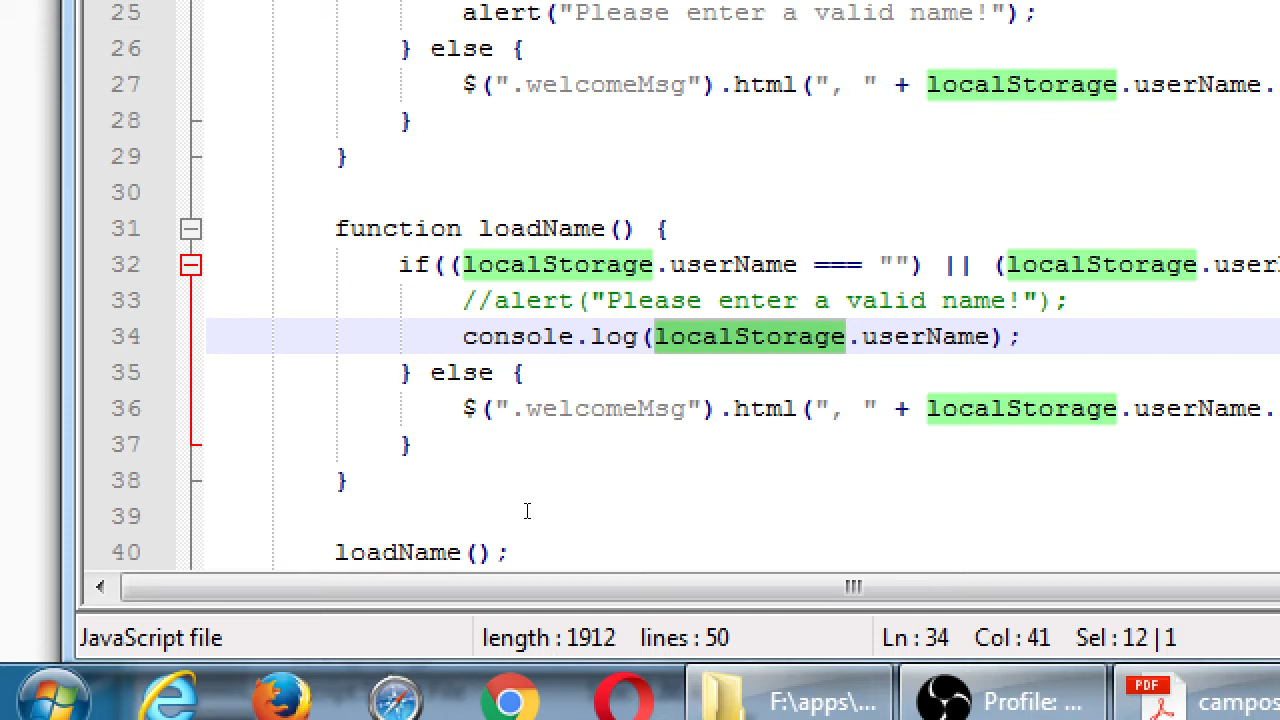 25 alert("Please enter a valid name!");
26 } else {
27 $(".welcomeMsg").html(", " + localStorage.userName.
28 }
29 }
30
31 function loadName() {
32 if((localStorage.userName === "") || (localStorage.userN
33 //alert("Please enter a valid name!");
34 console.log(localStorage.userName);
35 } else {
36 $(".welcomeMsg").html(", " + localStorage.userName.
37 }
38 }
39
40 loadName();
JavaScript file length : 1912 lines : 50 Ln : 34 Col : 41 Sel : 12 | 1
F:\apps\... Profile: ... PDF campos